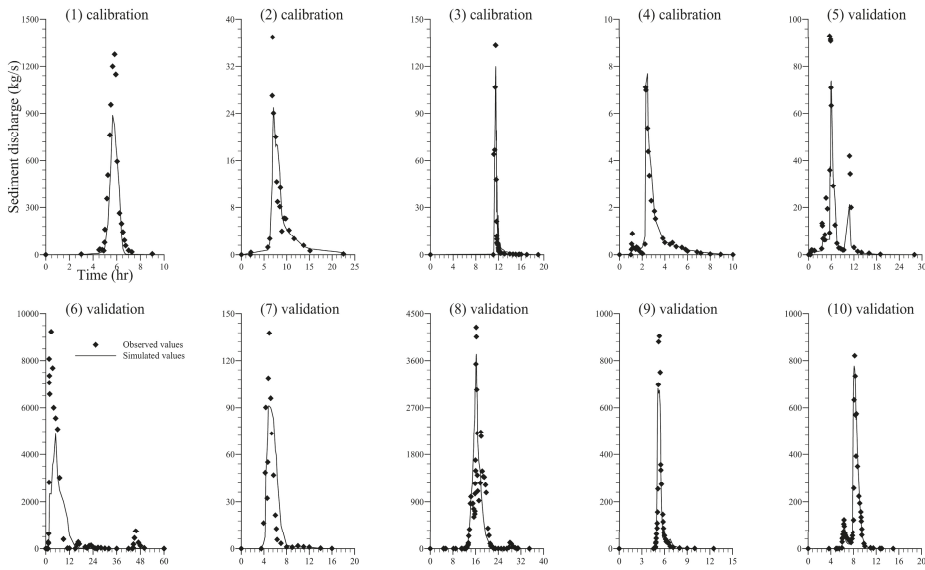 (1) calibration
(2) calibration
(3) calibration
(4) calibration
(5) validation
Sediment discharge (kg/s)
1500
1200
900
600
300
0
0 2 4 6 8 10
Time (hr)
40
32
24
16
8
0
0 5 10 15 20 25
150
120
90
60
30
0
0 4 8 12 16 20
10
8
6
4
2
0
0 2 4 6 8 10
100
80
60
40
20
0
0 6 12 18 24 30
(6) validation
(7) validation
(8) validation
(9) validation
(10) validation
10000
8000
6000
4000
2000
0
0 12 24 36 48 60
Observed values
Simulated values
150
120
90
60
30
0
0 4 8 12 16 20
4500
3600
2700
1800
900
0
0 8 16 24 32 40
1000
800
600
400
200
0
0 3 6 9 12 15
1000
800
600
400
200
0
0 4 8 12 16 20